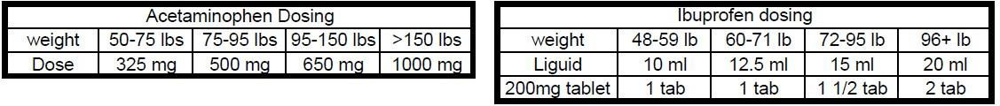 Acetaminophen Dosing
weight 50-75 lbs 75-95 lbs 95-150 lbs >150 lbs
Dose 325 mg 500 mg 650 mg 1000 mg
Ibuprofen dosing
weight 48-59 lb 60-71 lb 72-95 lb 96+ lb
Liguid 10 ml 12.5 ml 15 ml 20 ml
200mg tablet 1 tab 1 tab 1 1/2 tab 2 tab